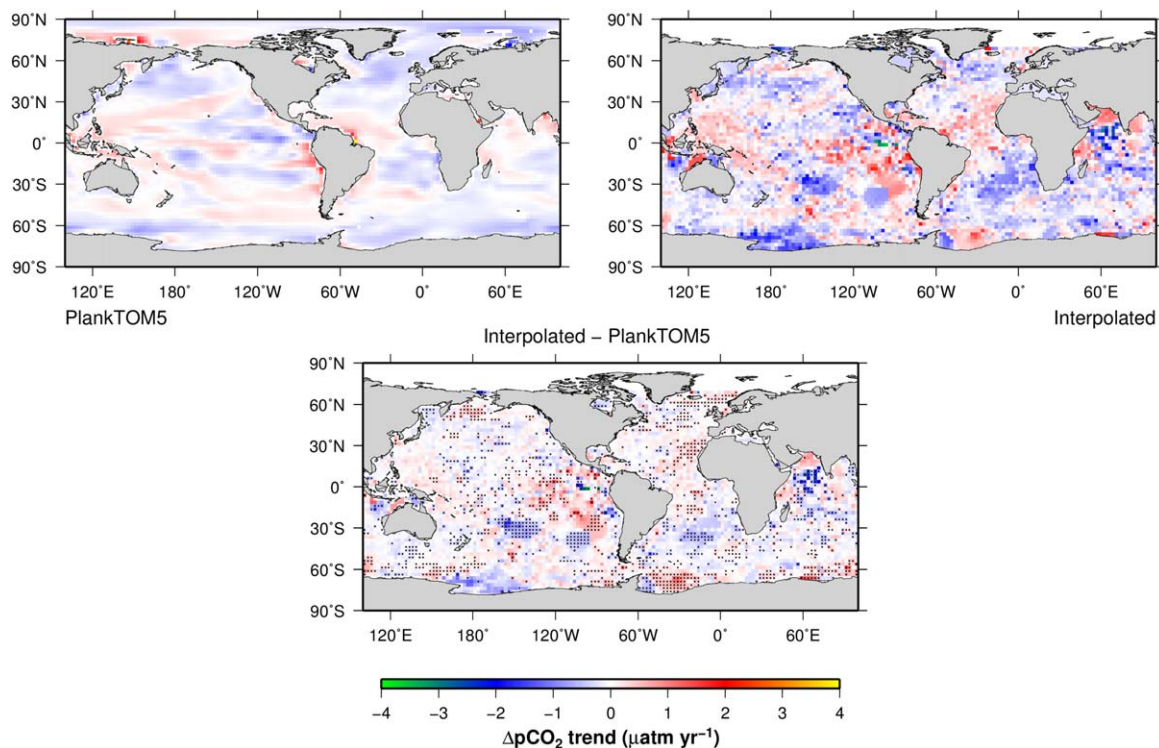 90˚N
60˚N
30˚N
0˚
30˚S
60˚S
90˚S
120˚E 180˚ 120˚W 60˚W 0˚ 60˚E
PlankTOM5
90˚N
60˚N
30˚N
0˚
30˚S
60˚S
90˚S
120˚E 180˚ 120˚W 60˚W 0˚ 60˚E
Interpolated
Interpolated − PlankTOM5
90˚N
60˚N
30˚N
0˚
30˚S
60˚S
90˚S
120˚E 180˚ 120˚W 60˚W 0˚ 60˚E
−4 −3 −2 −1 0 1 2 3 4
ΔpCO₂ trend (μatm yr⁻¹)